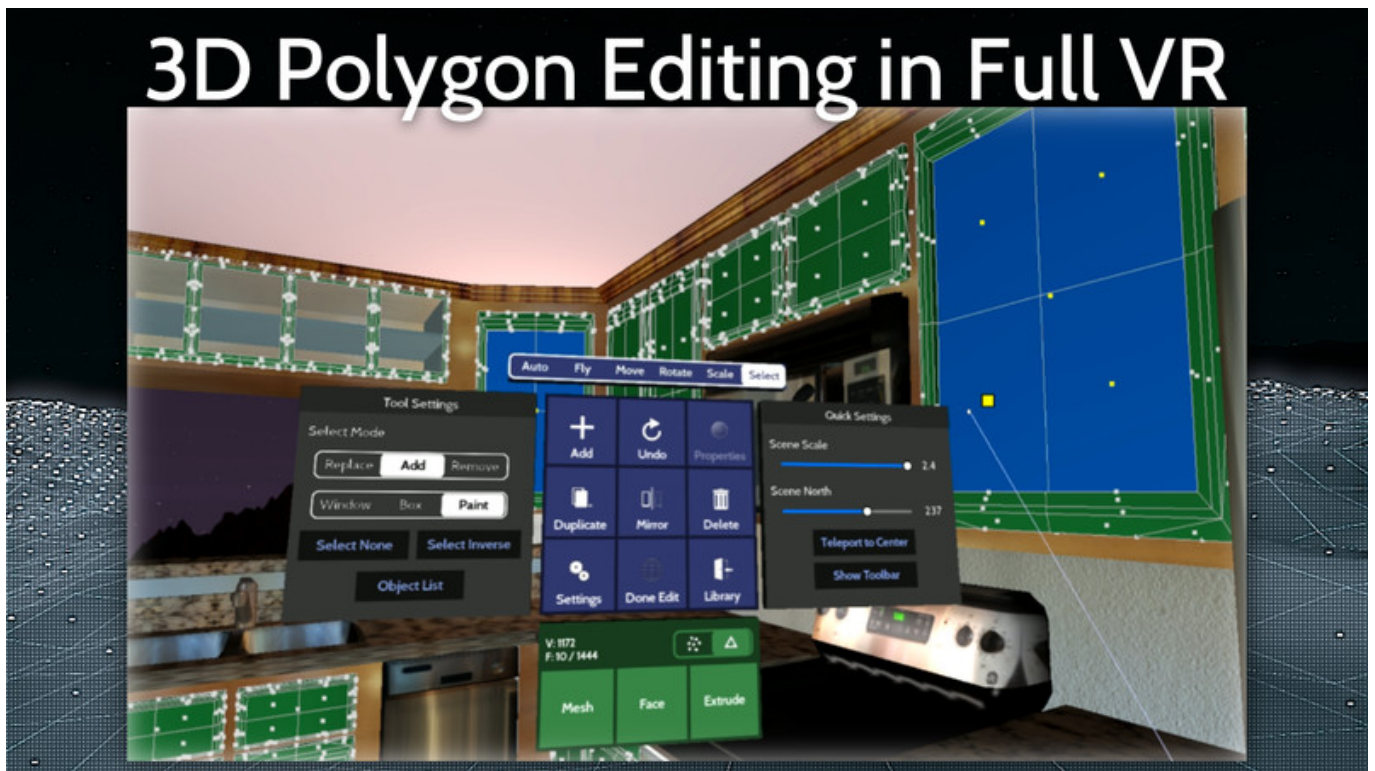 3D Polygon Editing in Full VR
Auto Fly Move Rotate Scale Select
Tool Settings
Select Mode
Replace Add Remove
Window Box Paint
Select None Select Inverse
Object List
Add Undo Properties
Duplicate Mirror Delete
Settings Done Edit Library
Quick Settings
Scene Scale
2.4
Scene North
237
Teleport to Center
Show Toolbar
V: 1172
F: 10 / 1444
Mesh Face Extrude